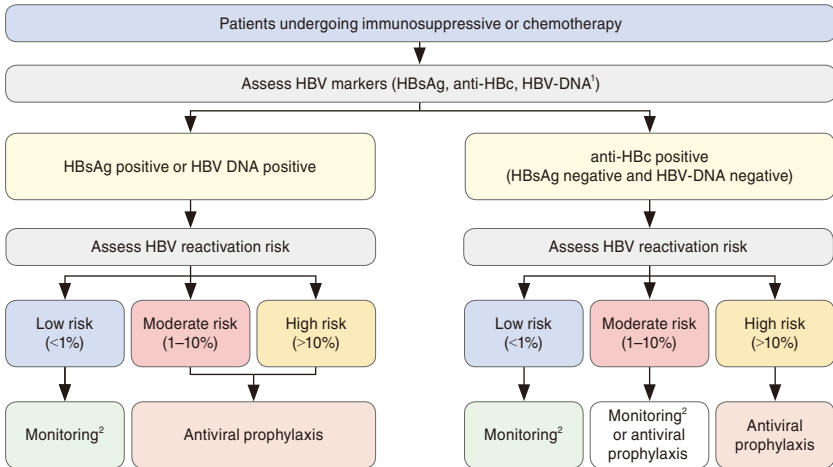 Patients undergoing immunosuppressive or chemotherapy
Assess HBV markers (HBsAg, anti-HBc, HBV-DNA¹)
HBsAg positive or HBV DNA positive
anti-HBc positive
(HBsAg negative and HBV-DNA negative)
Assess HBV reactivation risk
Assess HBV reactivation risk
Low risk
(<1%)
Moderate risk
(1–10%)
High risk
(>10%)
Low risk
(<1%)
Moderate risk
(1–10%)
High risk
(>10%)
Monitoring²
Antiviral prophylaxis
Monitoring²
Monitoring²
or antiviral
prophylaxis
Antiviral
prophylaxis